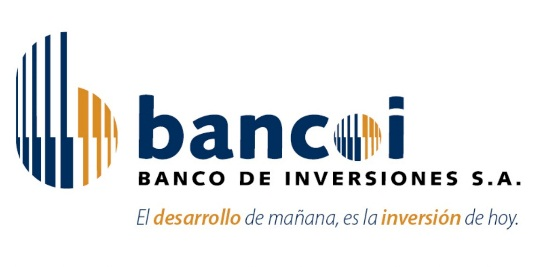 bancoi
BANCO DE INVERSIONES S.A.
El desarrollo de mañana, es la inversión de hoy.